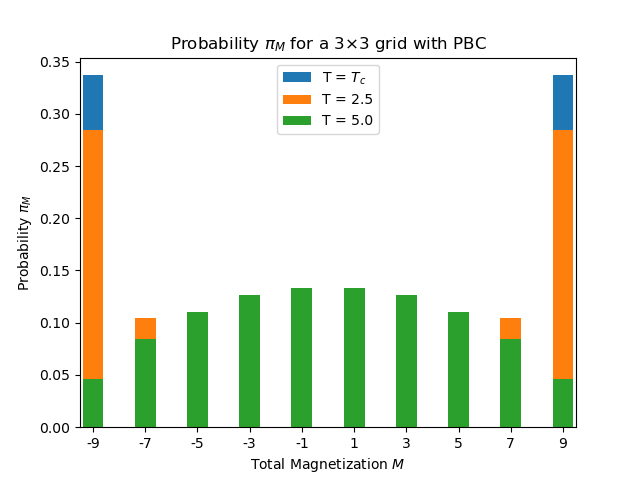 Probability π_M for a 3×3 grid with PBC
T = T_c
T = 2.5
T = 5.0
Probability π_M
0.35
0.30
0.25
0.20
0.15
0.10
0.05
0.00
-9 -7 -5 -3 -1 1 3 5 7 9
Total Magnetization M